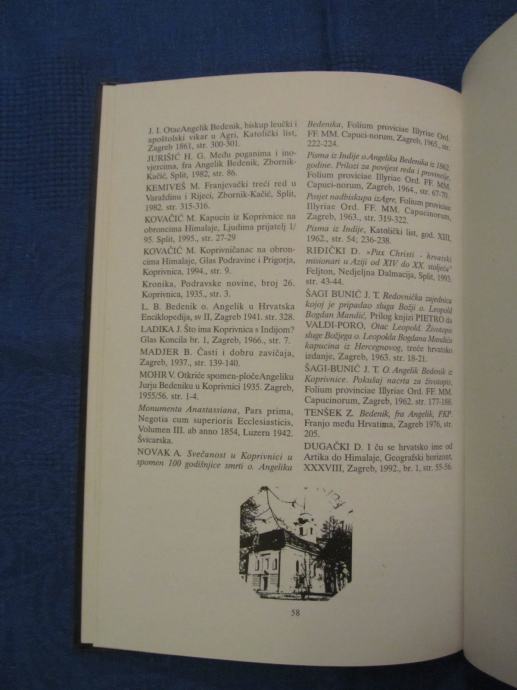 J. I. OtacAngelik Bedenik, biskup leučki i
apoštolski vikar u Agri, Katolički list,
Zagreb 1861, str. 300-301.
JURIŠIĆ H. G. Među poganima i ino-
vjercima, fra Angelik Bedenik, Zbornik-
Kačić, Split, 1982, str. 86.
KEMIVEŠ M. Franjevački treći red u
Varaždinu i Rijeci, Zbornik-Kačić, Split,
1982. str. 315-316.
KOVAČIĆ M. Kapucin iz Koprivnice na
obroncima Himalaje, Ljudima prijatelj 1/
95. Split, 1995., str. 27-29
KOVAČIĆ M. Koprivničanac na obron-
cima Himalaje, Glas Podravine i Prigorja,
Koprivnica, 1994., str. 9.
Kronika, Podravske novine, broj 26.
Koprivnica, 1935., str. 3.
L. B. Bedenik o. Angelik u Hrvatska
Enciklopedija, sv II, Zagreb 1941. str. 328.
LADIKA J. Što ima Koprivnica s Indijom?
Glas Koncila br. 1, Zagreb, 1966., str. 7.
MADJER B. Časti i dobru zavičaja,
Zagreb, 1937., str. 139-140.
MOHR V. Otkriće spomen-pločeAngeliku
Jurju Bedeniku u Koprivnici 1935. Zagreb,
1955/56. str. 1-4.
Monumenta Anastassiana, Pars prima,
Negotia cum superioris Ecclesiasticis,
Volumen III. ab anno 1854, Luzeru 1942.
Švicarska.
NOVAK A. Svečanost u Koprivnici u
spomen 100 godišnjice smrti o. Angelika
Bedenika, Folium proviciae Illyriae Ord.
FF. MM. Capuci-norum, Zagreb, 1965., str.
222-224.
Pisma iz Indije o.Angeliku Bedenika iz 1862.
godine. Prilozi za povijest reda i provincije,
Folium provinciae Illyriae Ord. FF. MM.
Capuci-norum, Zagreb, 1964., str. 67-70.
Posjet nadbiskupa izAgre, Folium provinciae
Illyriae Ord. FF. MM. Capucinorum,
Zagreb, 1963., str. 319-322.
Pisma iz Indije, Katolički list, god. XIII,
1962., str. 54; 236-238.
RIĐIČKI D. »Pax Christi - hrvatski
misionari u Aziji od XIV do XX stoljeća"
Feljton, Nedjeljna Dalmacija, Split, 1993.
str. 43-44.
ŠAGI BUNIĆ J. T. Redovnička zajednica
kojoj je pripadao sluga Božji o. Leopold
Bogdan Mandić, Prilog knjizi PIETRO da
VALDI-PORO, Otac Leopold. Životopis
sluge Božjega o. Leopolda Bogdana Mandića
kapucina iz Hercegnovog, treće hrvatsko
izdanje, Zagreb, 1963. str. 18-21.
ŠAGI-BUNIĆ J. T. O. Angelik Bedenik iz
Koprivnice. Pokušaj nacrta za životopis,
Folium provinciae Illyriae Ord. FF. MM.
Capucinorum, Zagreb, 1962. str. 177-188.
TENŠEK Z. Bedenik, fra Angelik, FKP.
Franjo među Hrvatima, Zagreb 1976, str.
205.
DUGAČKI D. I ču se hrvatsko ime od
Artika do Himalaje, Geografski horizont,
XXXVIII, Zagreb, 1992., br. 1, str. 55-56.
58